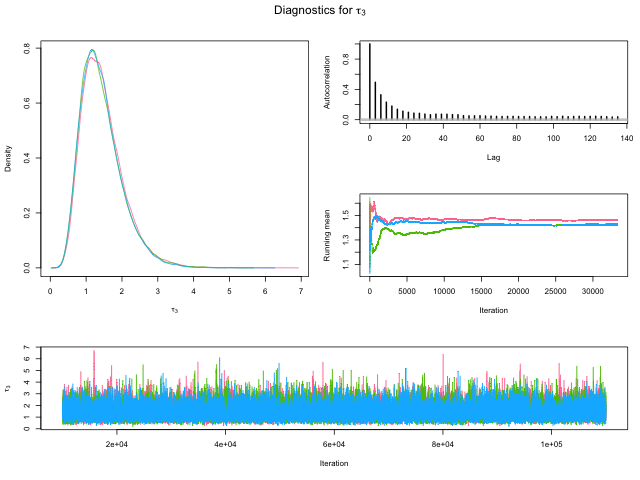 Diagnostics for τ3
Density
0.0 0.2 0.4 0.6 0.8
0 1 2 3 4 5 6 7
τ3
Autocorrelation
0.0 0.4 0.8
0 20 40 60 80 100 120 140
Lag
Running mean
1.1 1.3 1.5
0 5000 10000 15000 20000 25000 30000
Iteration
τ3
0 1 2 3 4 5 6 7
2e+04 4e+04 6e+04 8e+04 1e+05
Iteration